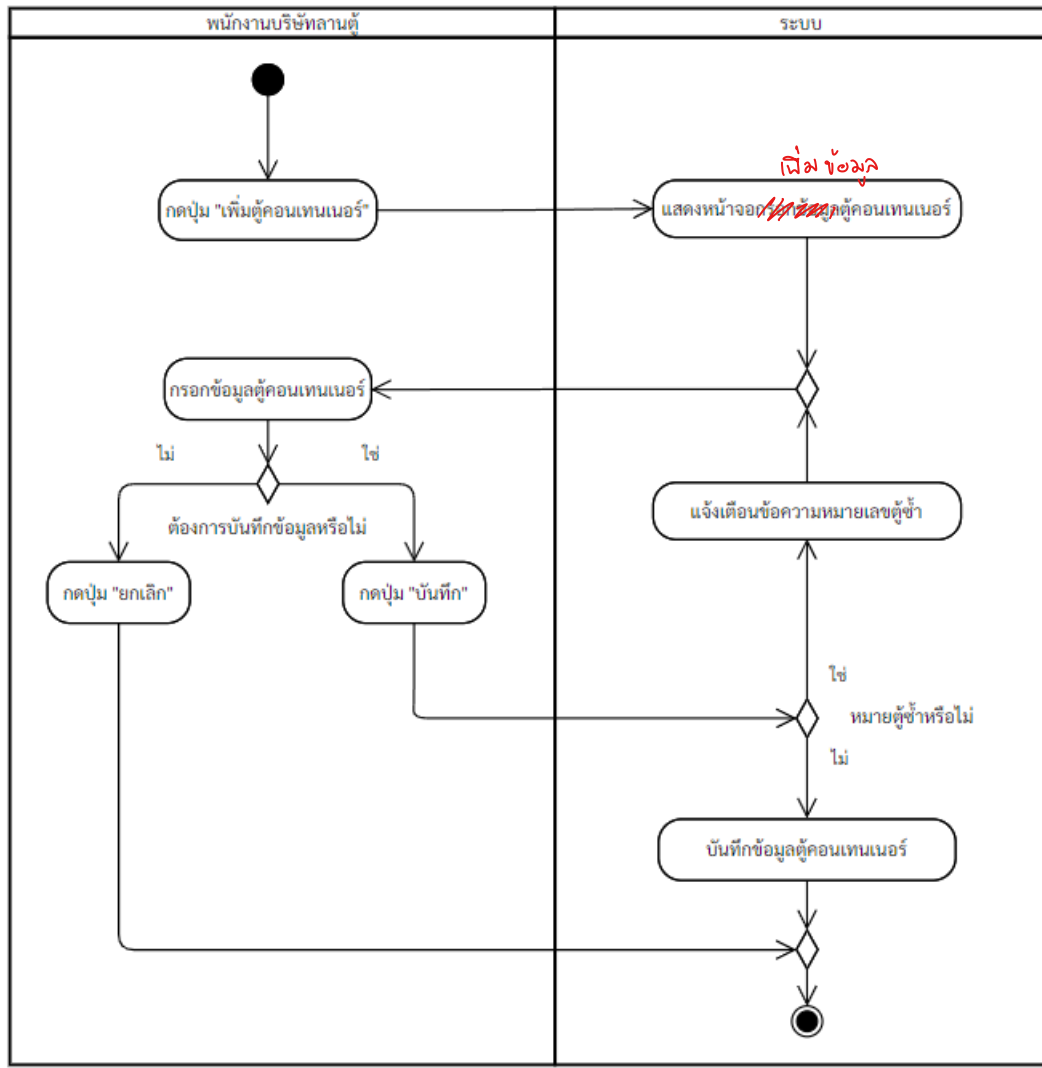 พนักงานบริษัทลานตู้
ระบบ
กดปุ่ม "เพิ่มตู้คอนเทนเนอร์"
เพิ่ม ข้อมูล
แสดงหน้าจอกรอกข้อมูลตู้คอนเทนเนอร์
กรอกข้อมูลตู้คอนเทนเนอร์
ไม่
ใช่
ต้องการบันทึกข้อมูลหรือไม่
แจ้งเตือนข้อความหมายเลขตู้ซ้ำ
กดปุ่ม "ยกเลิก"
กดปุ่ม "บันทึก"
ใช่
หมายตู้ซ้ำหรือไม่
ไม่
บันทึกข้อมูลตู้คอนเทนเนอร์